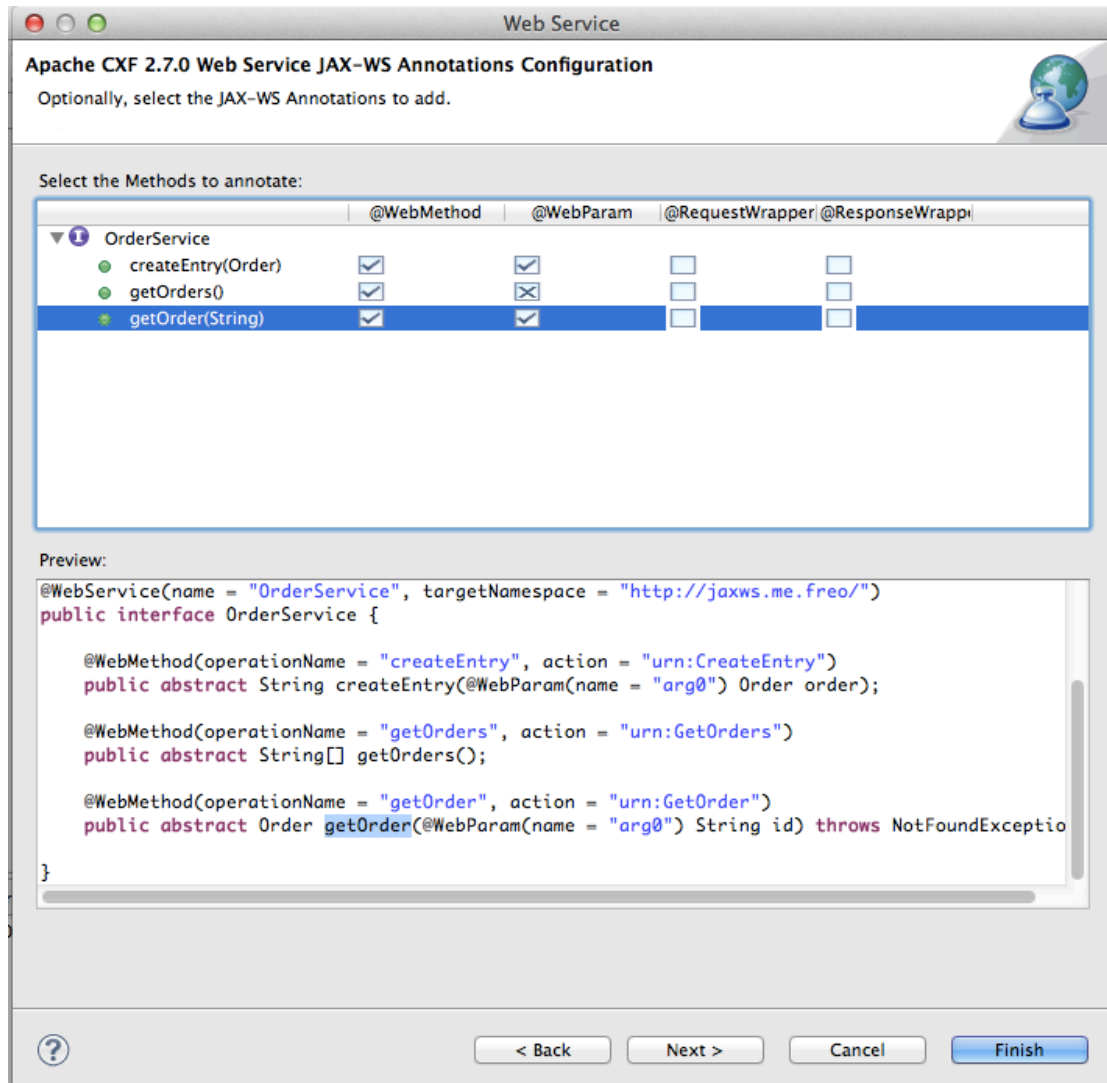 Web Service
Apache CXF 2.7.0 Web Service JAX-WS Annotations Configuration
Optionally, select the JAX-WS Annotations to add.
Select the Methods to annotate:
@WebMethod @WebParam @RequestWrapper @ResponseWrapp
OrderService
createEntry(Order)
getOrders()
getOrder(String)
Preview:
@WebService(name = "OrderService", targetNamespace = "http://jaxws.me.freo/")
public interface OrderService {
@WebMethod(operationName = "createEntry", action = "urn:CreateEntry")
public abstract String createEntry(@WebParam(name = "arg0") Order order);
@WebMethod(operationName = "getOrders", action = "urn:GetOrders")
public abstract String[] getOrders();
@WebMethod(operationName = "getOrder", action = "urn:GetOrder")
public abstract Order getOrder(@WebParam(name = "arg0") String id) throws NotFoundExceptio
}
? < Back Next > Cancel Finish